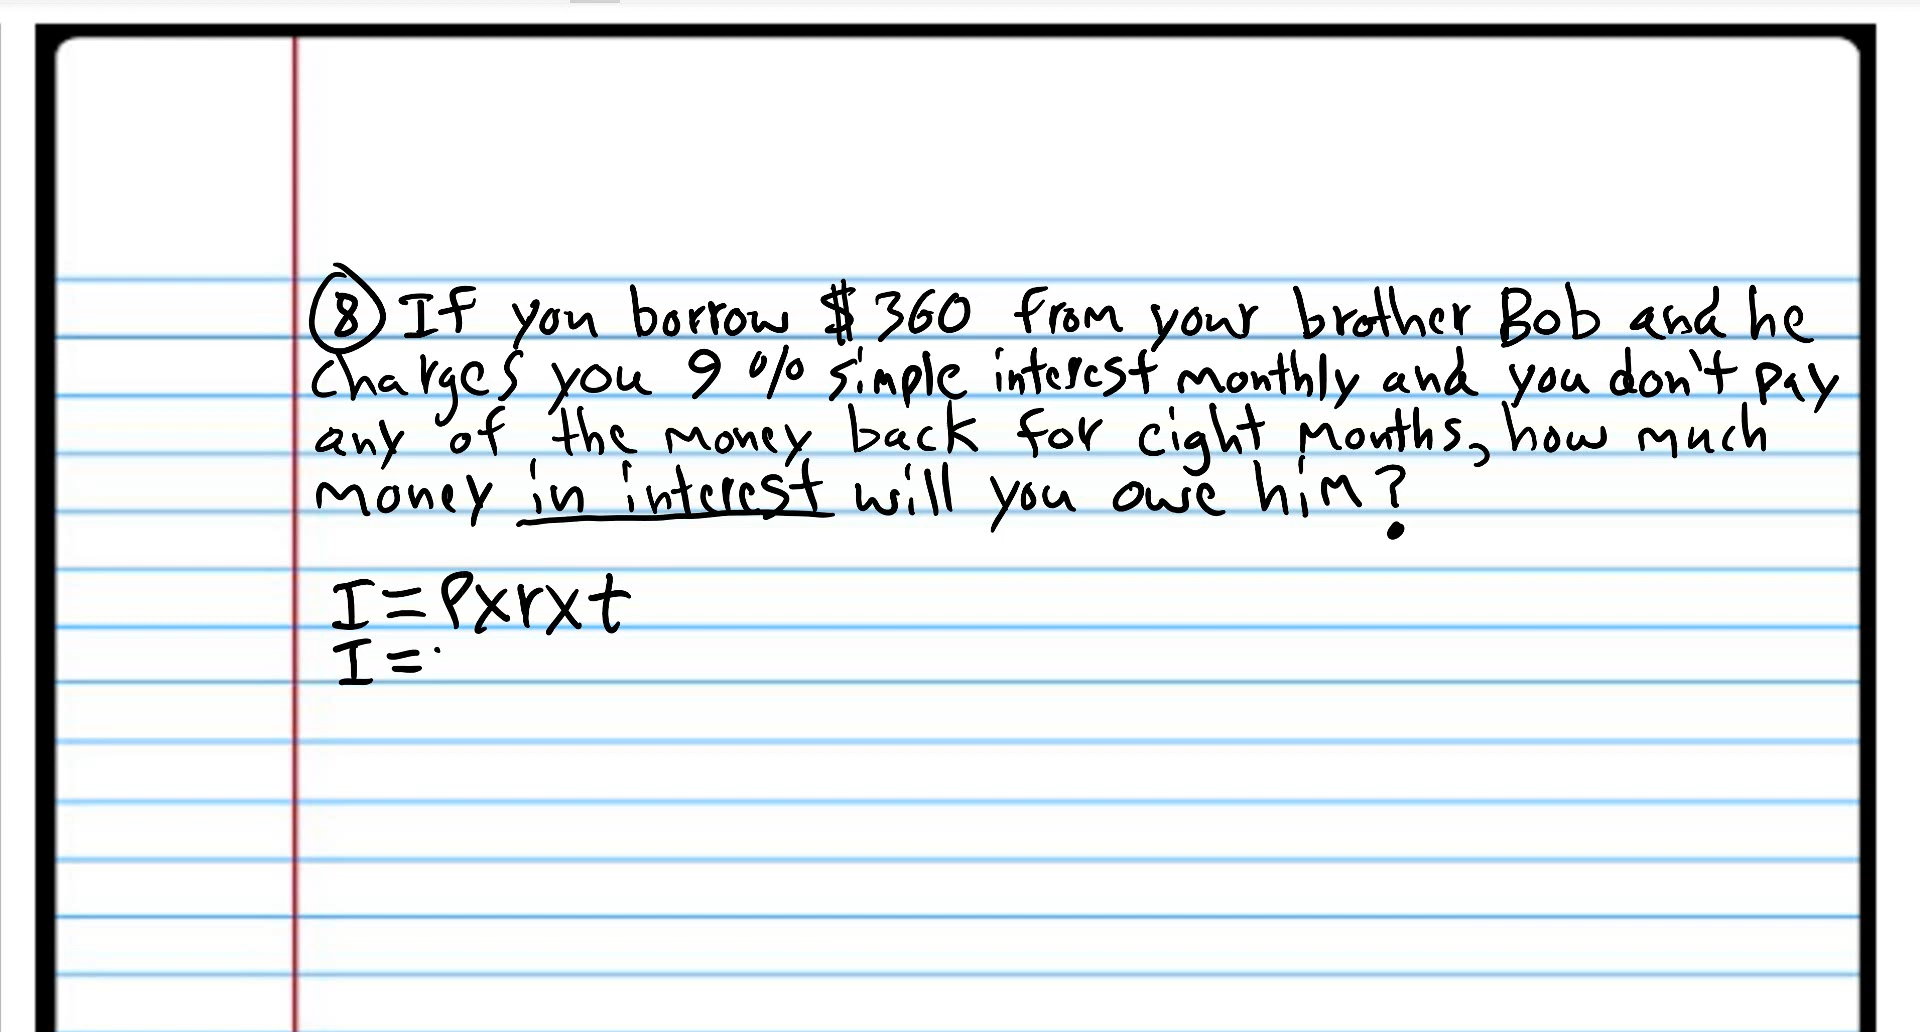 ⑧ If you borrow $360 from your brother Bob and he
charges you 9% simple interest monthly and you don't pay
any of the money back for eight months, how much
money in interest will you owe him?
I=Pxrxt
I=